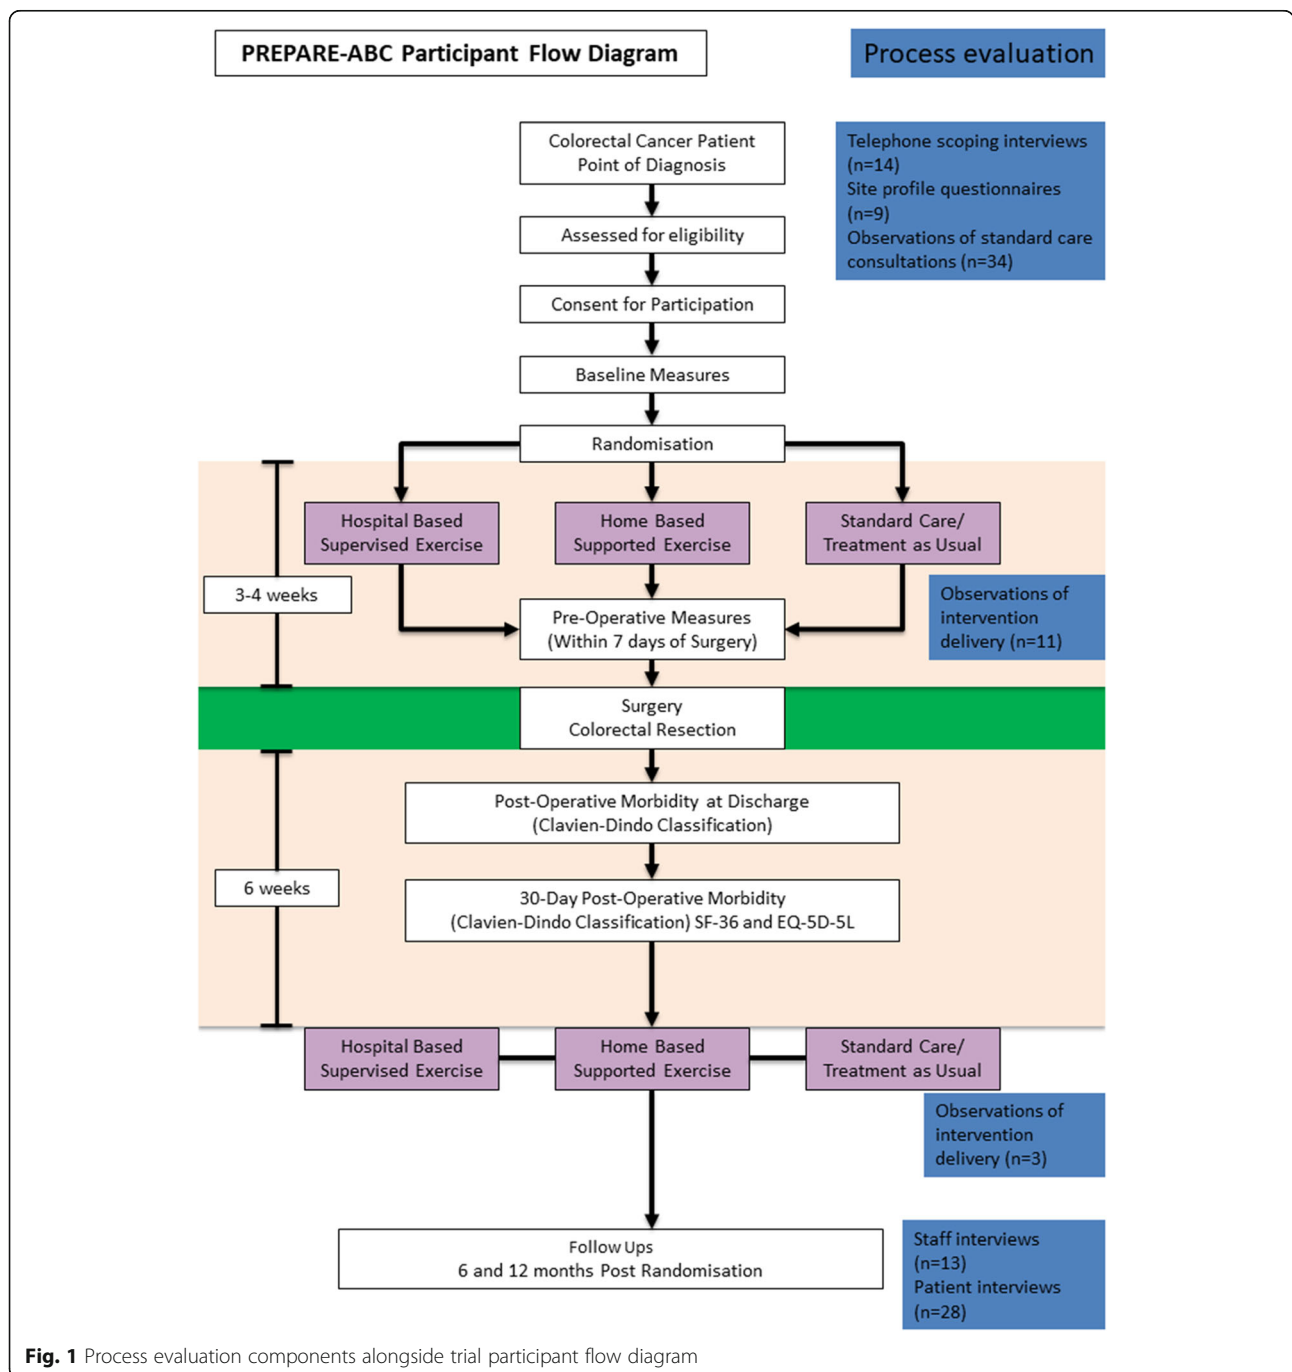 PREPARE-ABC Participant Flow Diagram
Process evaluation
Colorectal Cancer Patient
Point of Diagnosis
Telephone scoping interviews
(n=14)
Site profile questionnaires
(n=9)
Observations of standard care
consultations (n=34)
Assessed for eligibility
Consent for Participation
Baseline Measures
Randomisation
Hospital Based
Supervised Exercise
Home Based
Supported Exercise
Standard Care/
Treatment as Usual
3-4 weeks
Pre-Operative Measures
(Within 7 days of Surgery)
Observations of
intervention
delivery (n=11)
Surgery
Colorectal Resection
Post-Operative Morbidity at Discharge
(Clavien-Dindo Classification)
6 weeks
30-Day Post-Operative Morbidity
(Clavien-Dindo Classification) SF-36 and EQ-5D-5L
Hospital Based
Supervised Exercise
Home Based
Supported Exercise
Standard Care/
Treatment as Usual
Observations of
intervention
delivery (n=3)
Follow Ups
6 and 12 months Post Randomisation
Staff interviews
(n=13)
Patient interviews
(n=28)
Fig. 1 Process evaluation components alongside trial participant flow diagram